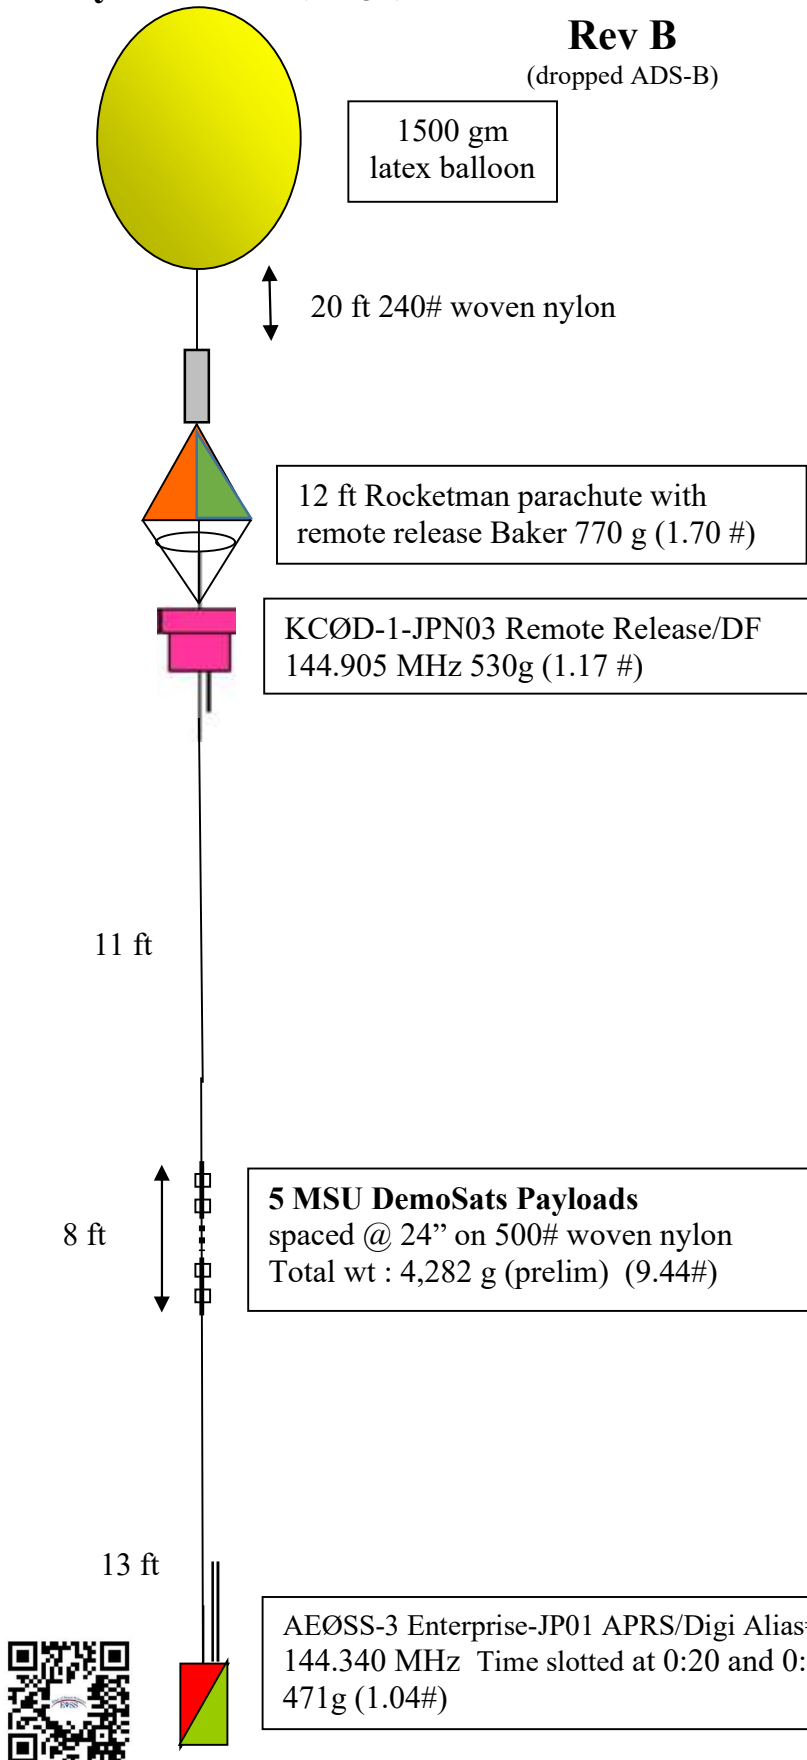 Rev B
(dropped ADS-B)
1500 gm
latex balloon
20 ft 240# woven nylon
12 ft Rocketman parachute with
remote release Baker 770 g (1.70 #)
KCØD-1-JPN03 Remote Release/DF
144.905 MHz 530g (1.17 #)
11 ft
8 ft
5 MSU DemoSats Payloads
spaced @ 24” on 500# woven nylon
Total wt : 4,282 g (prelim) (9.44#)
13 ft
AEØSS-3 Enterprise-JP01 APRS/Digi Alias
144.340 MHz Time slotted at 0:20 and 0:
471g (1.04#)
EOSS